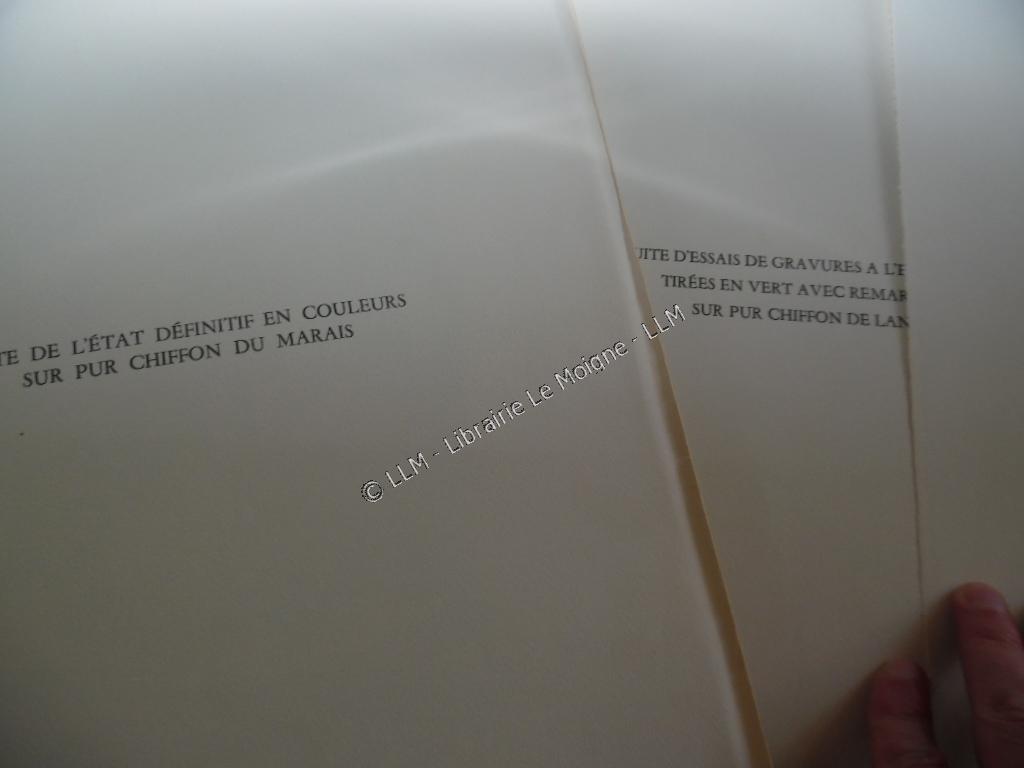 TE DE L'ÉTAT DÉFINITIF EN COULEURS
SUR PUR CHIFFON DU MARAIS
UITE D'ESSAIS DE GRAVURES A L'E
TIRÉES EN VERT AVEC REMAR
SUR PUR CHIFFON DE LAN
© LLM - Librairie Le Moigne - LLM